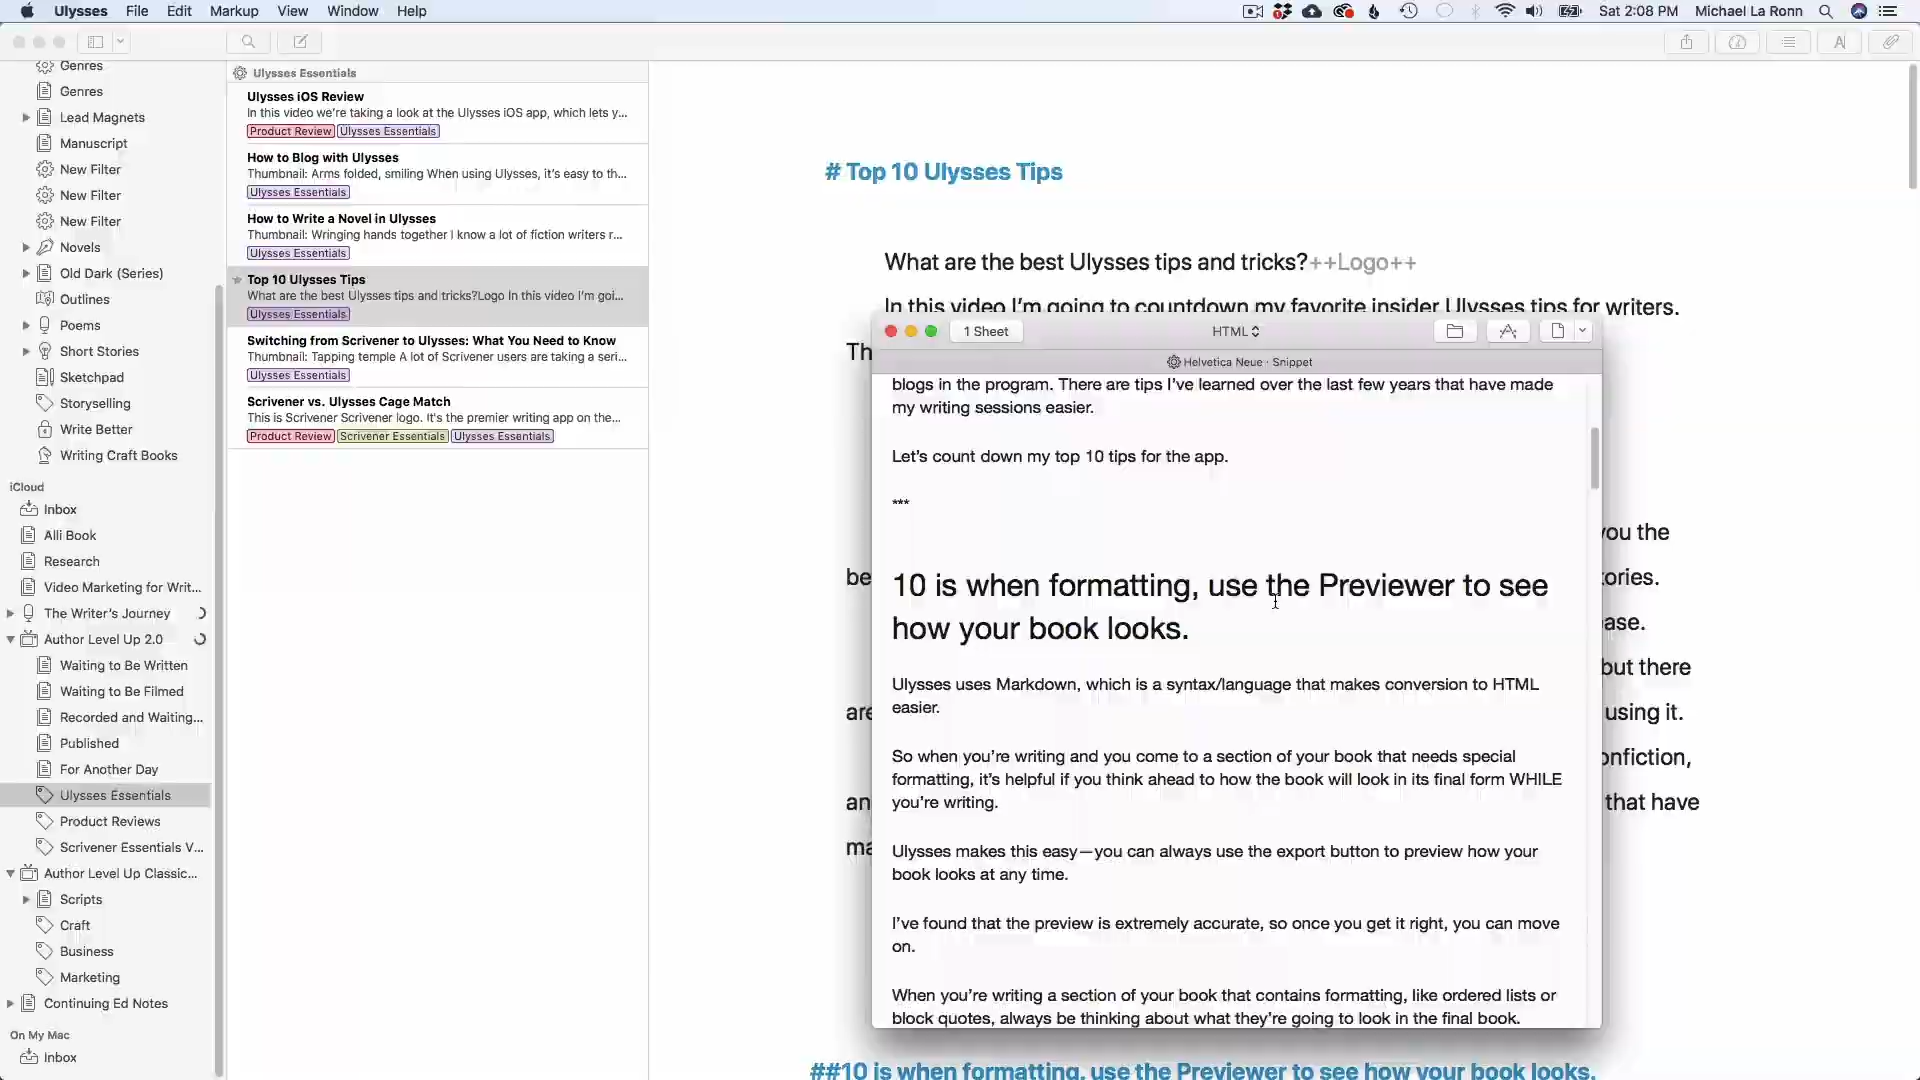 Ulysses File Edit Markup View Window Help
Sat 2:08 PM Michael La Ronn
Genres
Genres
Lead Magnets
Manuscript
New Filter
New Filter
New Filter
Novels
Old Dark (Series)
Outlines
Poems
Short Stories
Sketchpad
Storyselling
Write Better
Writing Craft Books
iCloud
Inbox
Alli Book
Research
Video Marketing for Writ...
The Writer's Journey
Author Level Up 2.0
Waiting to Be Written
Waiting to Be Filmed
Recorded and Waiting...
Published
For Another Day
Ulysses Essentials
Product Reviews
Scrivener Essentials V...
Author Level Up Classic...
Scripts
Craft
Business
Marketing
Continuing Ed Notes
On My Mac
Inbox
Ulysses Essentials
Ulysses iOS Review
In this video we're taking a look at the Ulysses iOS app, which lets y...
Product Review Ulysses Essentials
How to Blog with Ulysses
Thumbnail: Arms folded, smiling When using Ulysses, it's easy to th...
Ulysses Essentials
How to Write a Novel in Ulysses
Thumbnail: Wringing hands together I know a lot of fiction writers r...
Ulysses Essentials
Top 10 Ulysses Tips
What are the best Ulysses tips and tricks?Logo In this video I'm goi...
Ulysses Essentials
Switching from Scrivener to Ulysses: What You Need to Know
Thumbnail: Tapping temple A lot of Scrivener users are taking a seri...
Ulysses Essentials
Scrivener vs. Ulysses Cage Match
This is Scrivener Scrivener logo. It's the premier writing app on the...
Product Review Scrivener Essentials Ulysses Essentials
# Top 10 Ulysses Tips
What are the best Ulysses tips and tricks?++Logo++
In this video I'm going to countdown my favorite insider Ulysses tips for writers.
Th
you the
be ories.
ase.
but there
are using it.
onfiction,
an that have
ma
##10 is when formatting, use the Previewer to see how your book looks.
1 Sheet HTML
Helvetica Neue · Snippet
blogs in the program. There are tips I've learned over the last few years that have made
my writing sessions easier.
Let's count down my top 10 tips for the app.
***
10 is when formatting, use the Previewer to see
how your book looks.
Ulysses uses Markdown, which is a syntax/language that makes conversion to HTML
easier.
So when you're writing and you come to a section of your book that needs special
formatting, it's helpful if you think ahead to how the book will look in its final form WHILE
you're writing.
Ulysses makes this easy—you can always use the export button to preview how your
book looks at any time.
I've found that the preview is extremely accurate, so once you get it right, you can move
on.
When you're writing a section of your book that contains formatting, like ordered lists or
block quotes, always be thinking about what they're going to look in the final book.